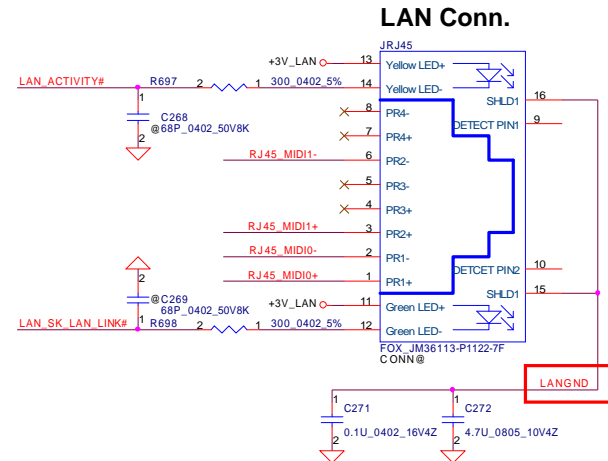 LAN Conn.
JRJ45
+3V_LAN 13 Yellow LED+
LAN_ACTIVITY# R697 2 1 300_0402_5% 14 Yellow LED-
SHLD1 16
1
C268
@68P_0402_50V8K
2
8 PR4-
DETECT PIN1 9
7 PR4+
RJ45_MIDI1- 6 PR2-
5 PR3-
4 PR3+
RJ45_MIDI1+ 3 PR2+
RJ45_MIDI0- 2 PR1-
DETCET PIN2 10
RJ45_MIDI0+ 1 PR1+
SHLD1 15
2
@C269
68P_0402_50V8K
1
+3V_LAN 11 Green LED+
LAN_SK_LAN_LINK# R698 2 1 300_0402_5% 12 Green LED-
FOX_JM36113-P1122-7F
CONN@
LANGND
1
C271
0.1U_0402_16V4Z
2
1
C272
4.7U_0805_10V4Z
2